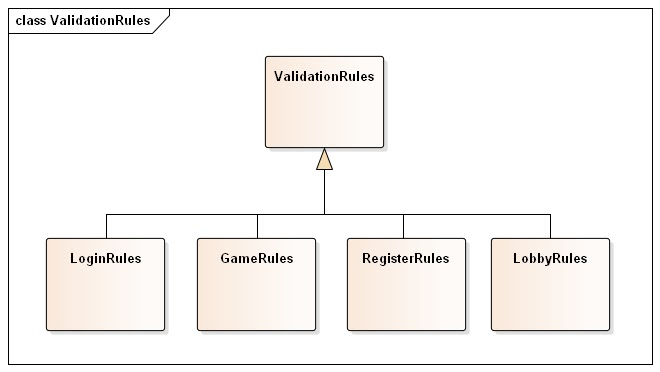 class ValidationRules
ValidationRules
LoginRules
GameRules
RegisterRules
LobbyRules